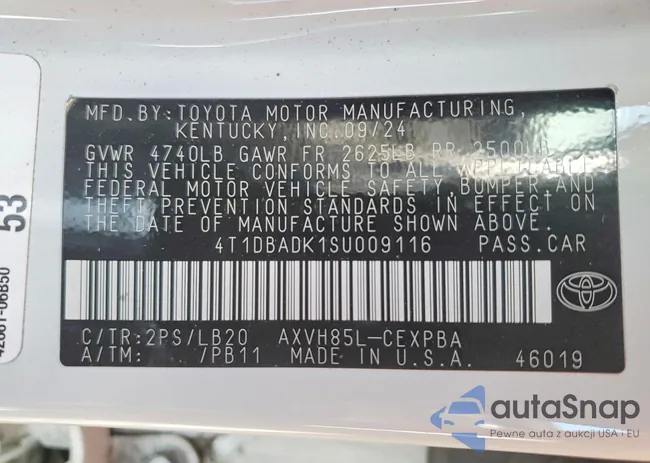 MFD.BY:TOYOTA MOTOR MANUFACTURING,
KENTUCKY,INC.09/24
GVWR 4740LB GAWR FR 2625LB RR 2500LB
THIS VEHICLE CONFORMS TO ALL APPLICABLE
FEDERAL MOTOR VEHICLE SAFETY, BUMPER,AND
THEFT PREVENTION STANDARDS IN EFFECT ON
THE DATE OF MANUFACTURE SHOWN ABOVE.
4T1DBADK1SU009116 PASS.CAR
C/TR:2PS/LB20 AXVH85L-CEXPBA
A/TM: /PB11 MADE IN U.S.A. 46019
53
42661-06B50
autaSnap
Pewne auta z aukcji USA i EU